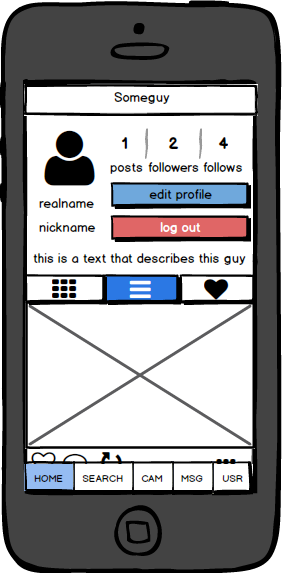 Someguy
1 2 4
posts followers follows
edit profile
realname
nickname
log out
this is a text that describes this guy
HOME SEARCH CAM MSG USR